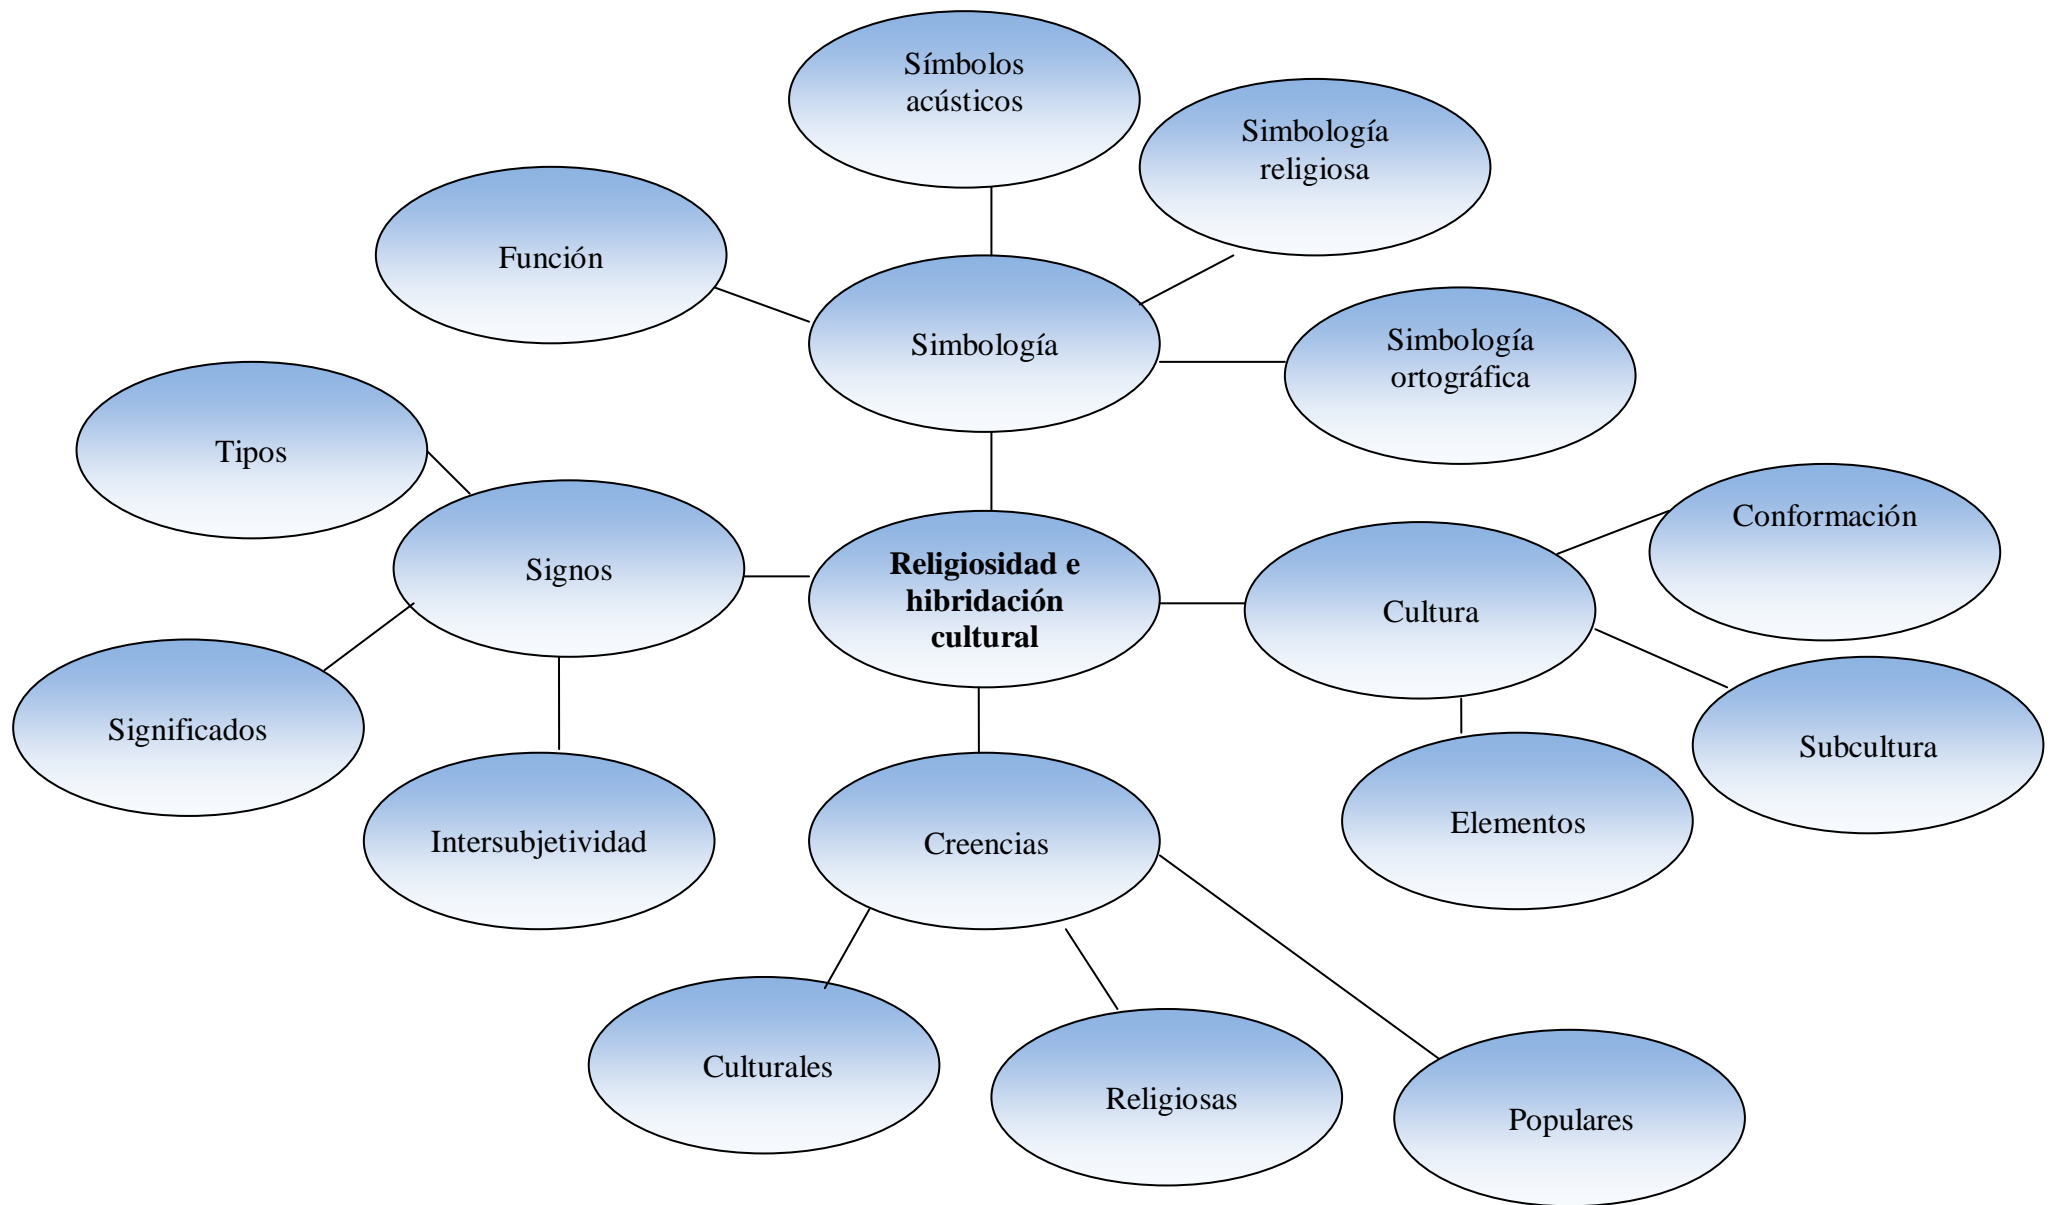 Símbolos
acústicos
Simbología
religiosa
Función
Simbología
Simbología
ortográfica
Tipos
Signos
Religiosidad e
hibridación
cultural
Cultura
Conformación
Significados
Intersubjetividad
Creencias
Elementos
Subcultura
Culturales
Religiosas
Populares